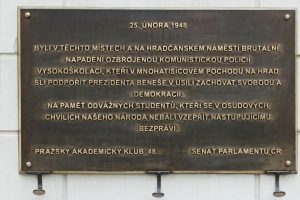 25. ÚNORA 1948
BYLI V TĚCHTO MÍSTECH A NA HRADČANSKÉM NÁMĚSTÍ BRUTÁLNĚ
NAPADENI OZBROJENOU KOMUNISTICKOU POLICIÍ
VYSOKOŠKOLÁCI, KTEŘÍ V MNOHATISÍCOVÉM POCHODU NA HRAD
ŠLI PODPOŘIT PREZIDENTA BENEŠE V ÚSILÍ ZACHOVAT SVOBODU A
DEMOKRACII.
NA PAMĚŤ ODVÁŽNÝCH STUDENTŮ, KTEŘÍ SE V OSUDOVÝCH
CHVÍLÍCH NAŠEHO NÁRODA NEBÁLI VZEPŘÍT NASTUPUJÍCÍMU
BEZPRÁVÍ.
PRAŽSKÝ AKADEMICKÝ KLUB 48 SENÁT PARLAMENTU ČR